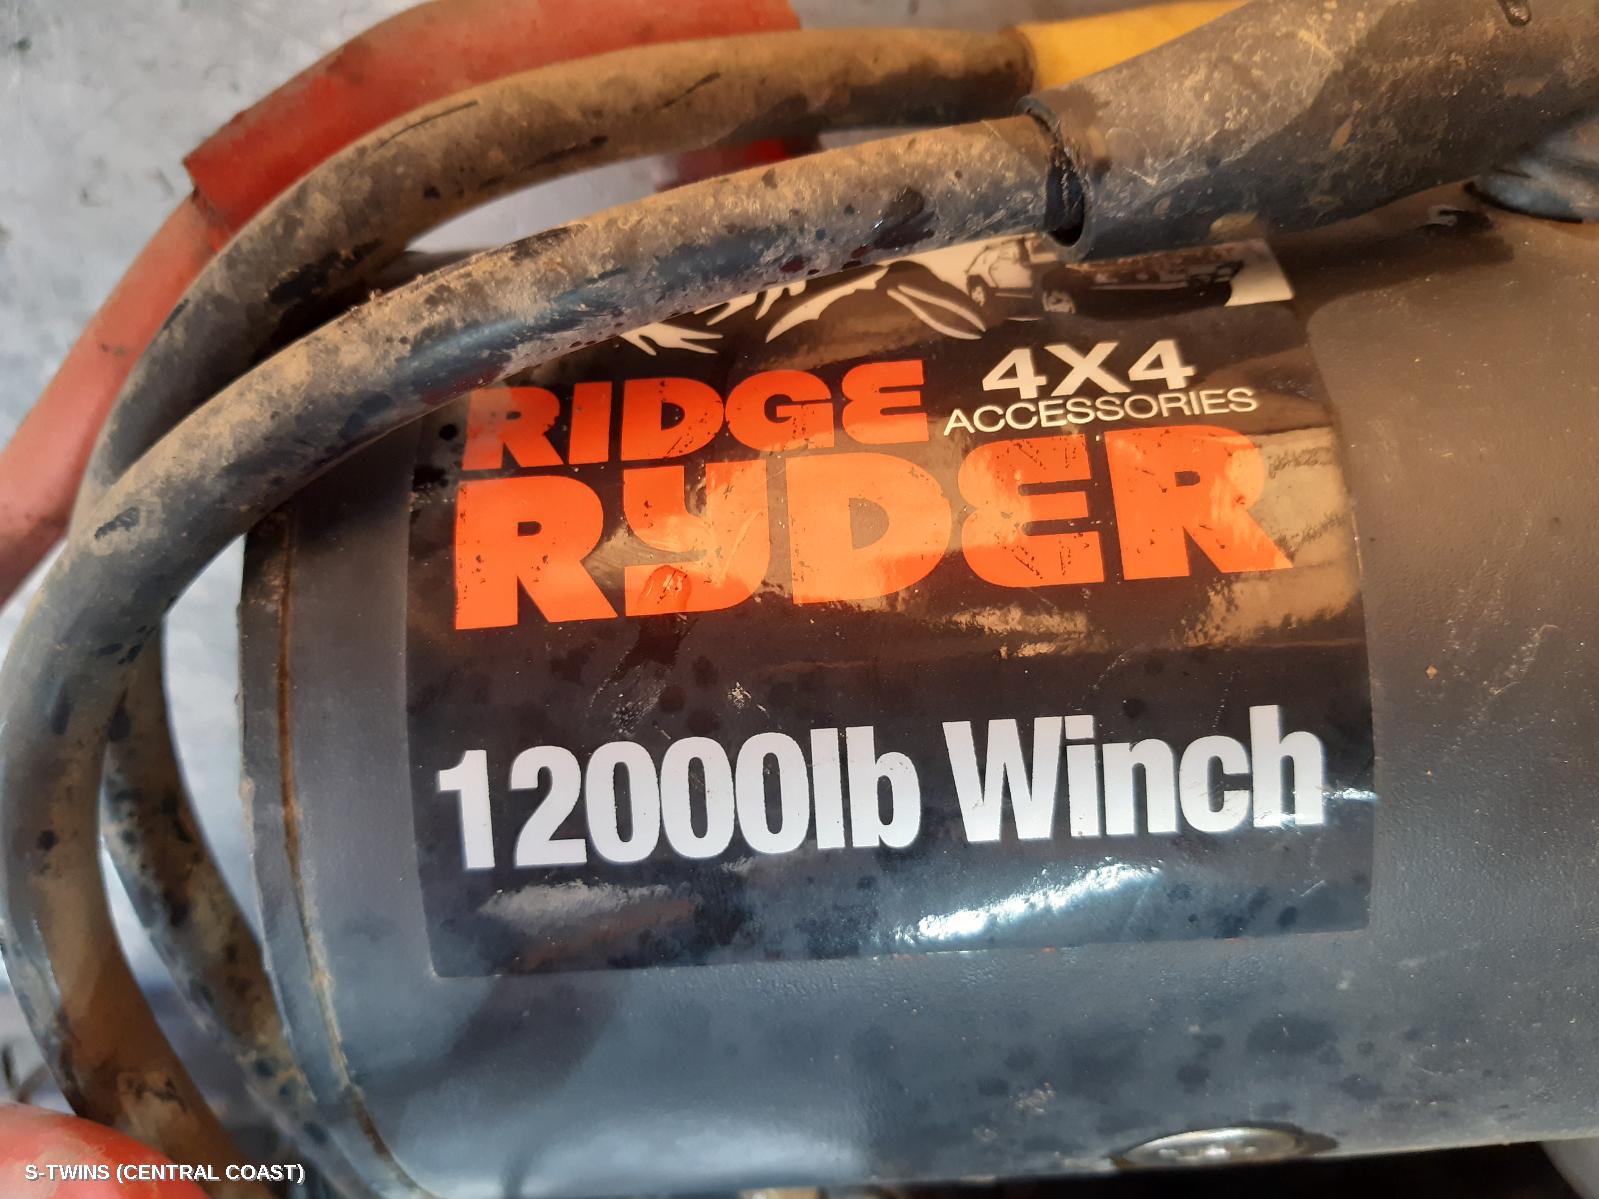 RIDGE 4X4
ACCESSORIES
RYDER
12000lb Winch
S-TWINS (CENTRAL COAST)